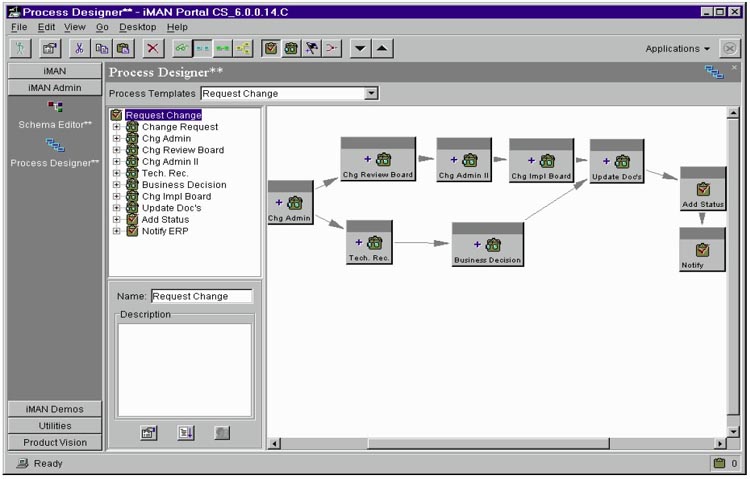 Process Designer** - iMAN Portal CS_6.0.0.14.C
File Edit View Go Desktop Help
Applications
iMAN
iMAN Admin
Schema Editor**
Process Designer**
iMAN Demos
Utilities
Product Vision
Process Designer**
Process Templates Request Change
Request Change
Change Request
Chg Admin
Chg Review Board
Chg Admin II
Tech. Rec.
Business Decision
Chg Impl Board
Update Doc's
Add Status
Notify ERP
Name: Request Change
Description
Chg Review Board
Chg Admin II
Chg Impl Board
Update Doc's
Add Status
Chg Admin
Tech. Rec.
Business Decision
Notify
Ready
0